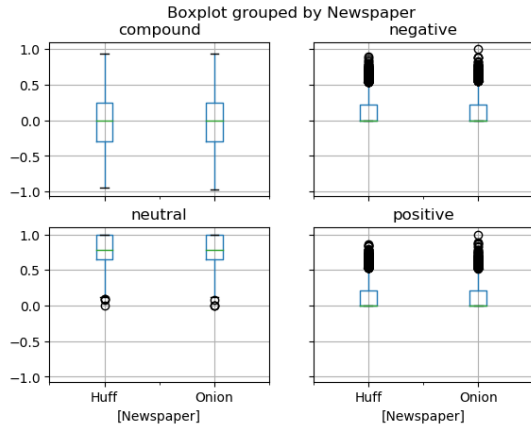 Boxplot grouped by Newspaper
compound
negative
1.0
0.5
0.0
−0.5
−1.0
neutral
positive
1.0
0.5
0.0
−0.5
−1.0
Huff
Onion
Huff
Onion
[Newspaper]
[Newspaper]